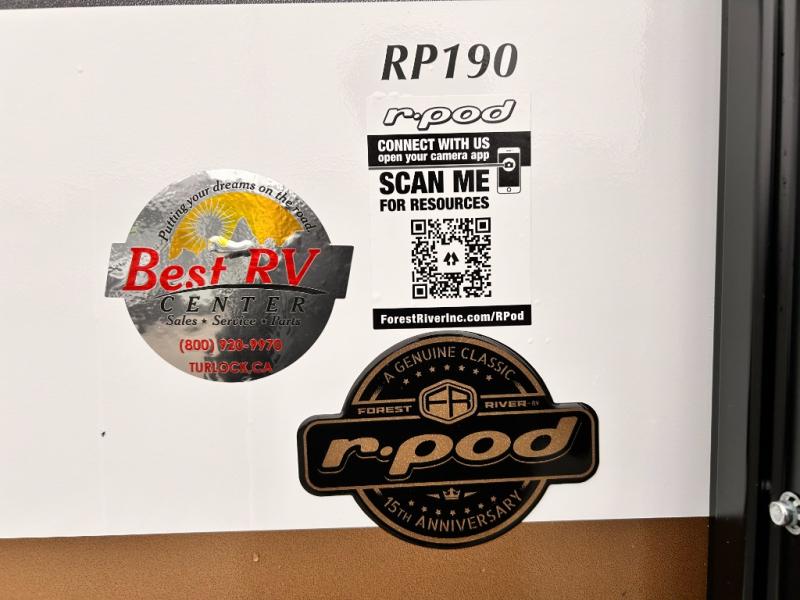 RP190
r·pod
CONNECT WITH US
open your camera app
SCAN ME
FOR RESOURCES
ForestRiverInc.com/RPod
Putting your dreams on the road.
Best RV
CENTER
Sales • Service • Parts
(800) 920-9970
TURLOCK, CA
A GENUINE CLASSIC
FR
FOREST RIVER RV
r·pod
15TH ANNIVERSARY